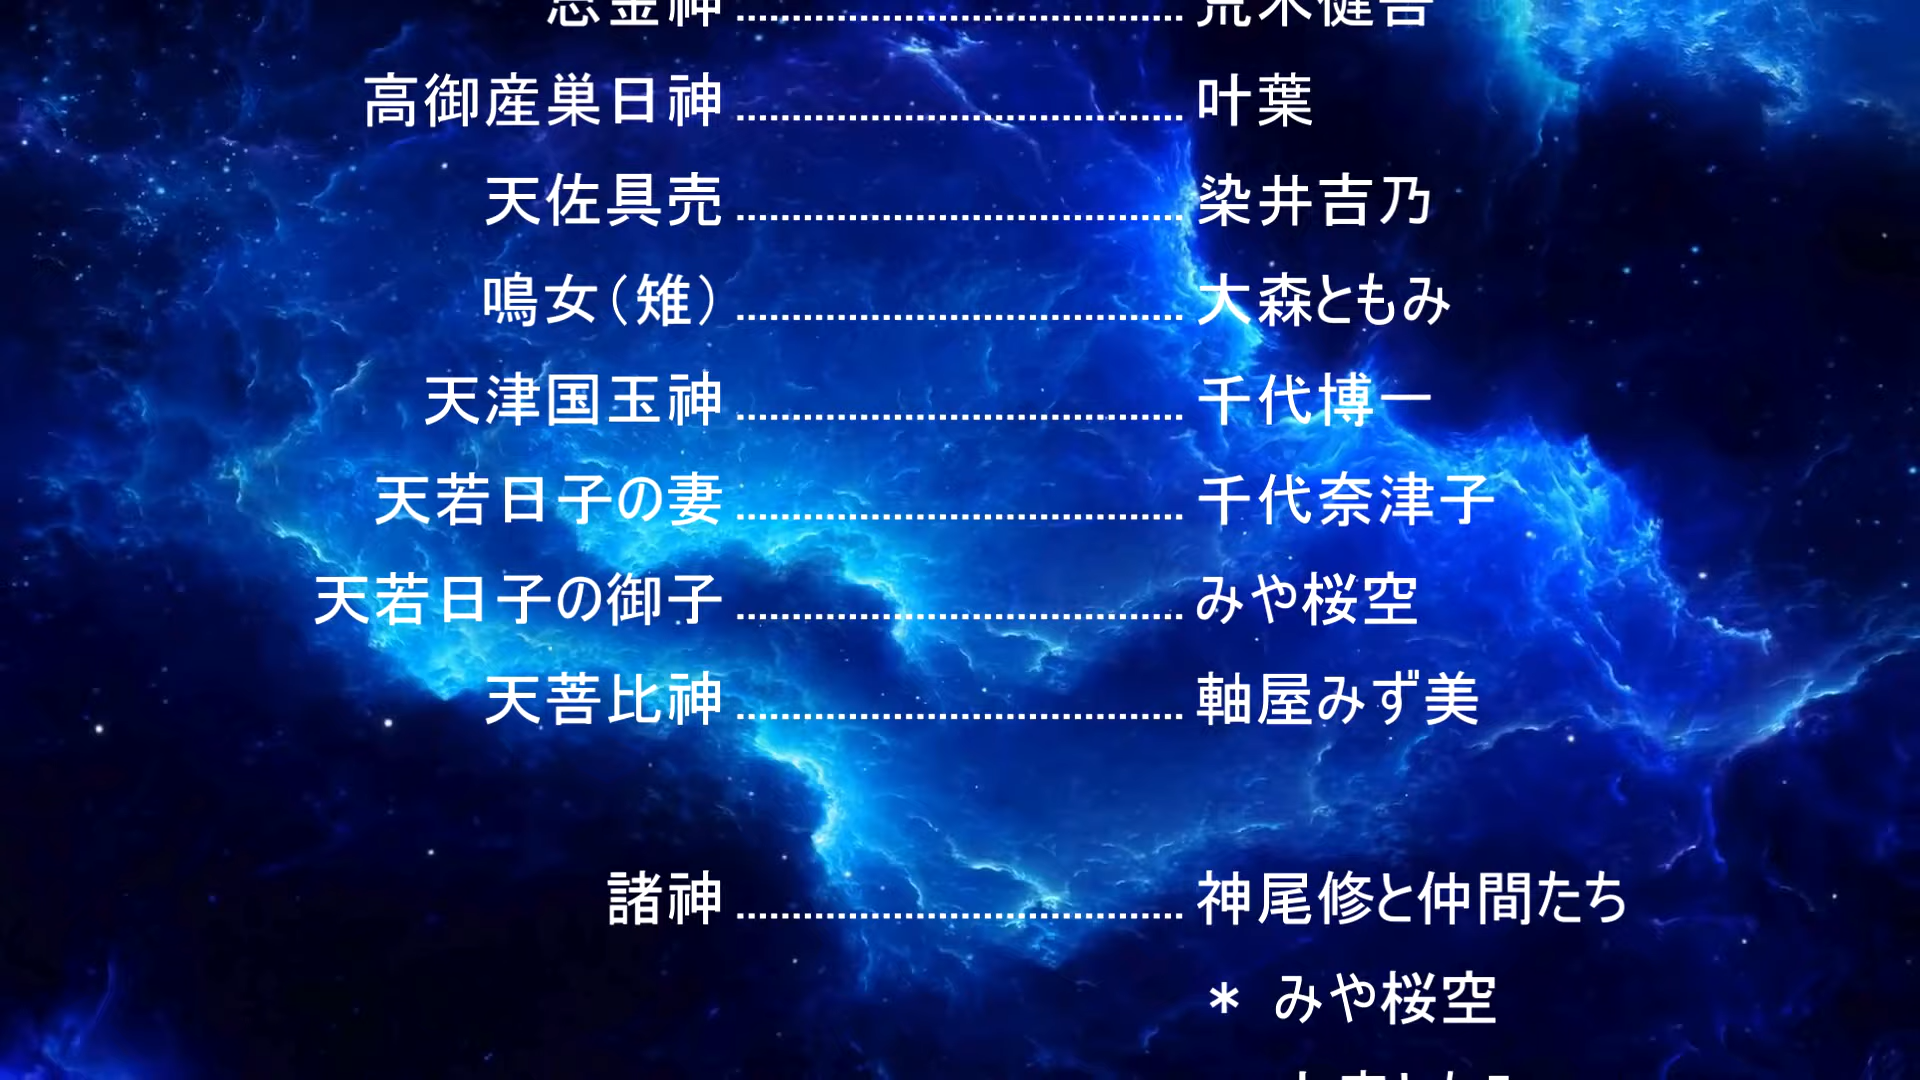 高御産巣日神 叶葉
天佐具売 染井吉乃
鳴女(雉) 大森ともみ
天津国玉神 千代博一
天若日子の妻 千代奈津子
天若日子の御子 みや桜空
天菩比神 軸屋みず美
諸神 神尾修と仲間たち
* みや桜空